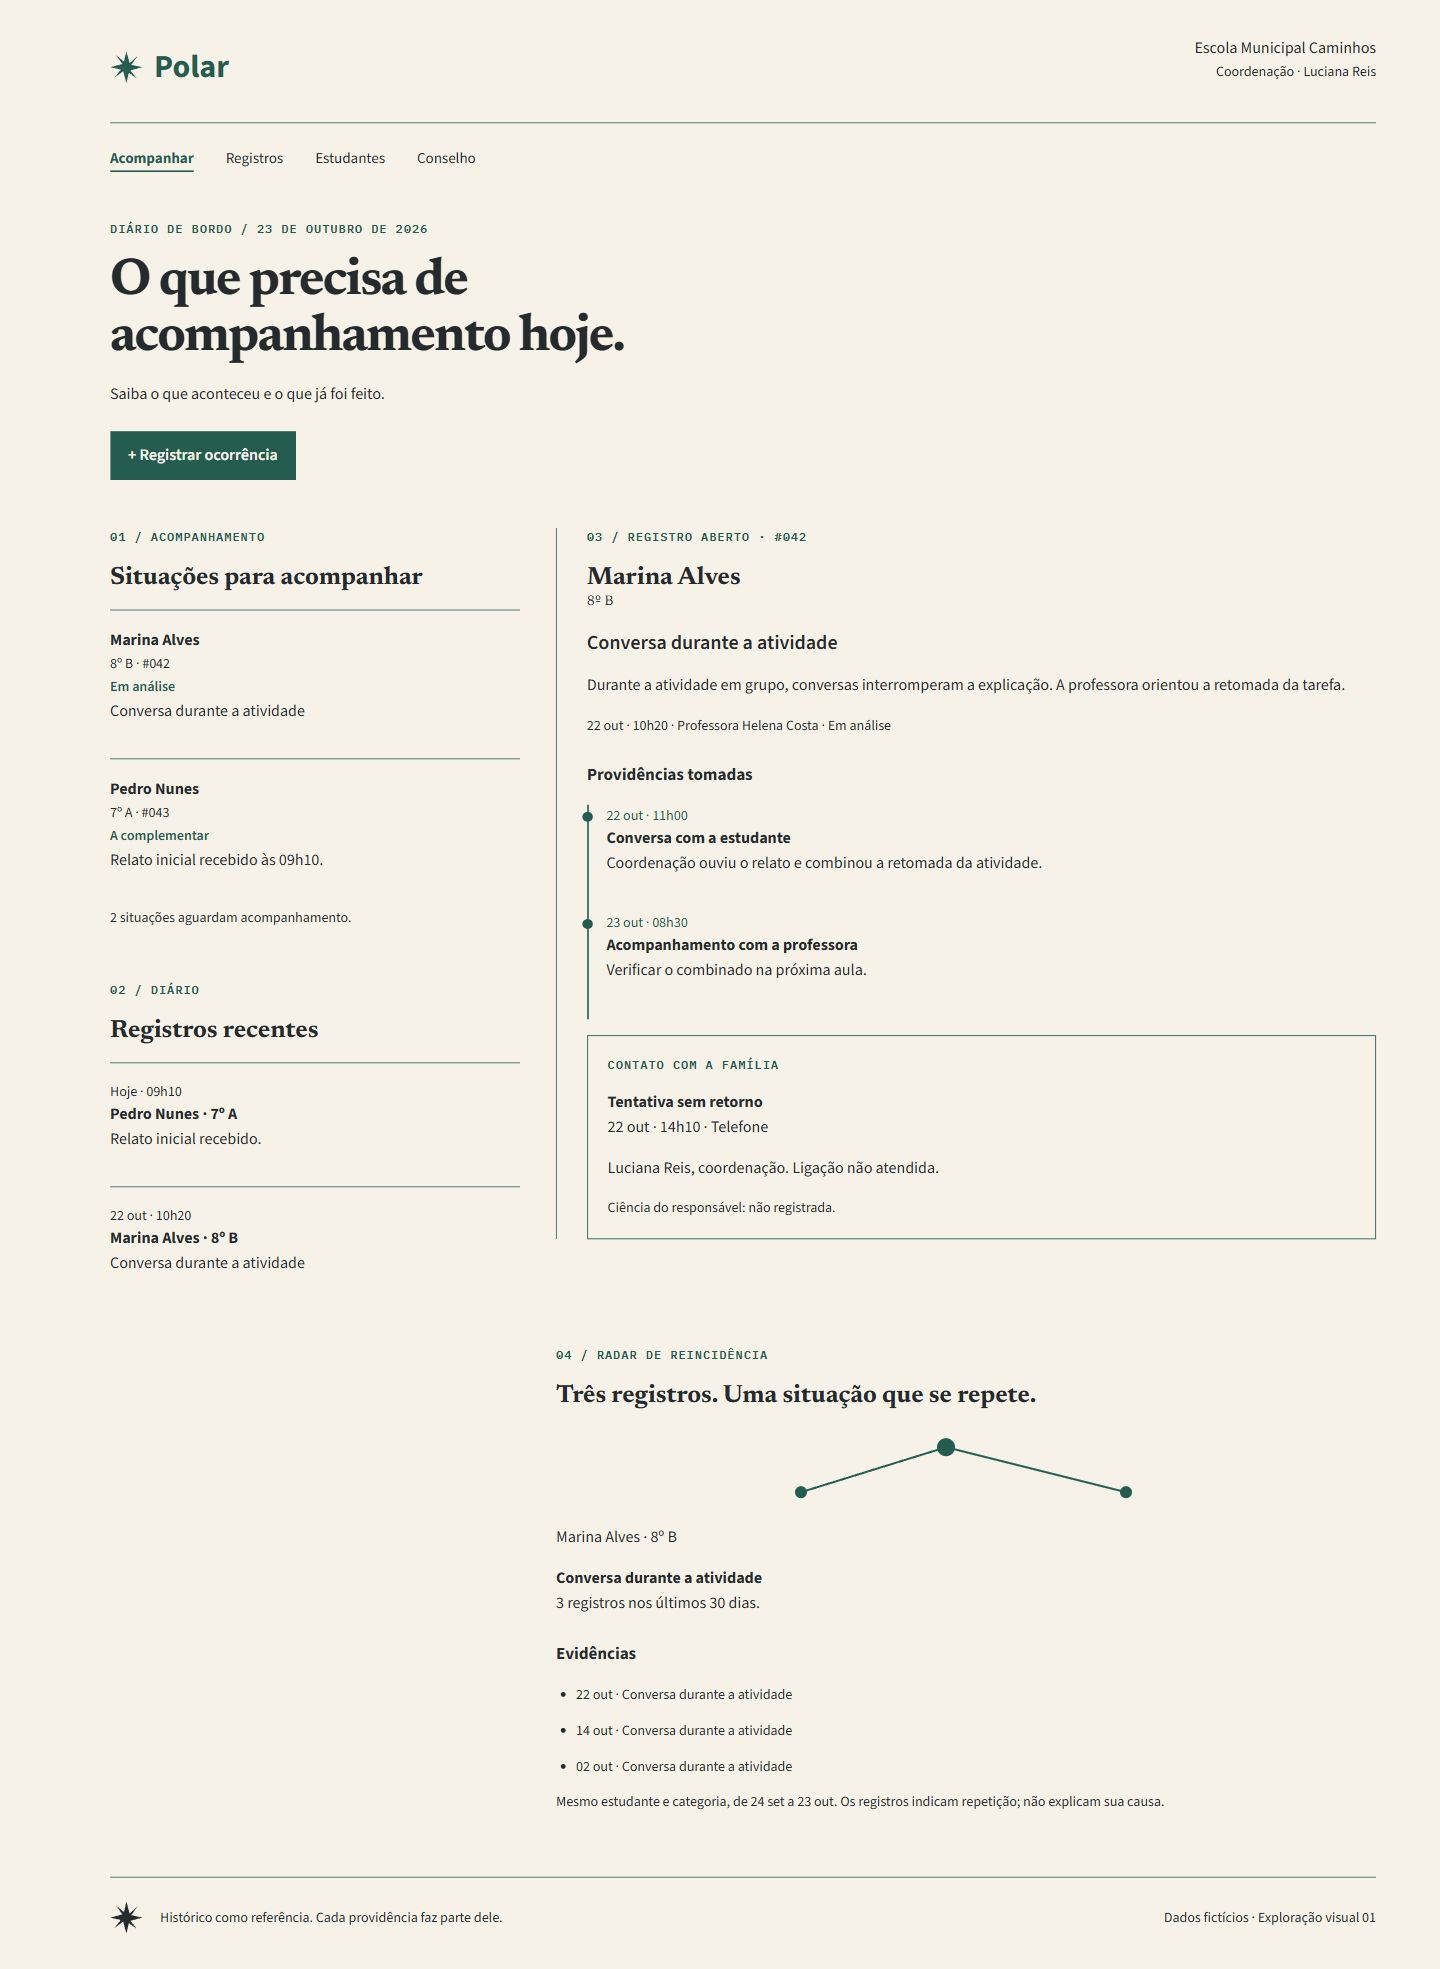 Polar
Escola Municipal Caminhos
Coordenação · Luciana Reis
Acompanhar Registros Estudantes Conselho
DIÁRIO DE BORDO / 23 DE OUTUBRO DE 2026
O que precisa de
acompanhamento hoje.
Saiba o que aconteceu e o que já foi feito.
+ Registrar ocorrência
01 / ACOMPANHAMENTO
Situações para acompanhar
Marina Alves
8º B · #042
Em análise
Conversa durante a atividade
Pedro Nunes
7º A · #043
A complementar
Relato inicial recebido às 09h10.
2 situações aguardam acompanhamento.
02 / DIÁRIO
Registros recentes
Hoje · 09h10
Pedro Nunes · 7º A
Relato inicial recebido.
22 out · 10h20
Marina Alves · 8º B
Conversa durante a atividade
03 / REGISTRO ABERTO · #042
Marina Alves
8º B
Conversa durante a atividade
Durante a atividade em grupo, conversas interromperam a explicação. A professora orientou a retomada da tarefa.
22 out · 10h20 · Professora Helena Costa · Em análise
Providências tomadas
22 out · 11h00
Conversa com a estudante
Coordenação ouviu o relato e combinou a retomada da atividade.
23 out · 08h30
Acompanhamento com a professora
Verificar o combinado na próxima aula.
CONTATO COM A FAMÍLIA
Tentativa sem retorno
22 out · 14h10 · Telefone
Luciana Reis, coordenação. Ligação não atendida.
Ciência do responsável: não registrada.
04 / RADAR DE REINCIDÊNCIA
Três registros. Uma situação que se repete.
Marina Alves · 8º B
Conversa durante a atividade
3 registros nos últimos 30 dias.
Evidências
• 22 out · Conversa durante a atividade
• 14 out · Conversa durante a atividade
• 02 out · Conversa durante a atividade
Mesmo estudante e categoria, de 24 set a 23 out. Os registros indicam repetição; não explicam sua causa.
Histórico como referência. Cada providência faz parte dele.
Dados fictícios · Exploração visual 01